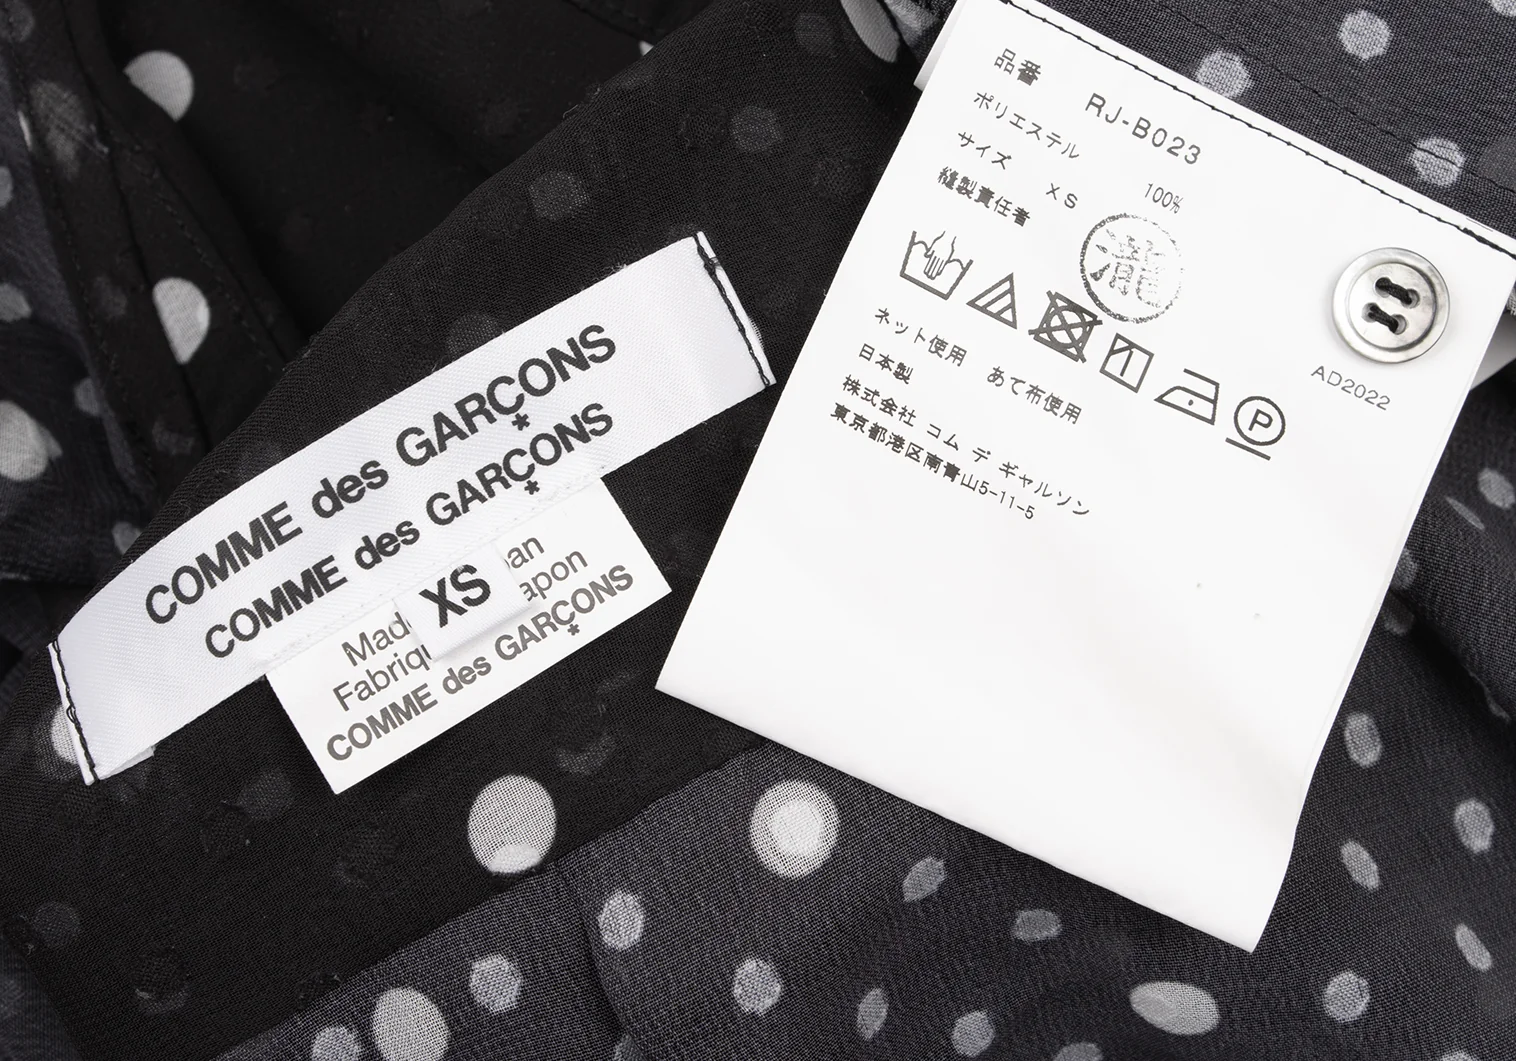 COMME des GARÇONS
COMME des GARÇONS
XS
COMME des GARÇONS
品番 RJ-B023
ポリエステル 100%
サイズ XS
縫製責任者 瀧
P
ネット使用 あて布使用
日本製
株式会社 コム デ ギャルソン
東京都港区南青山5-11-5
AD2022